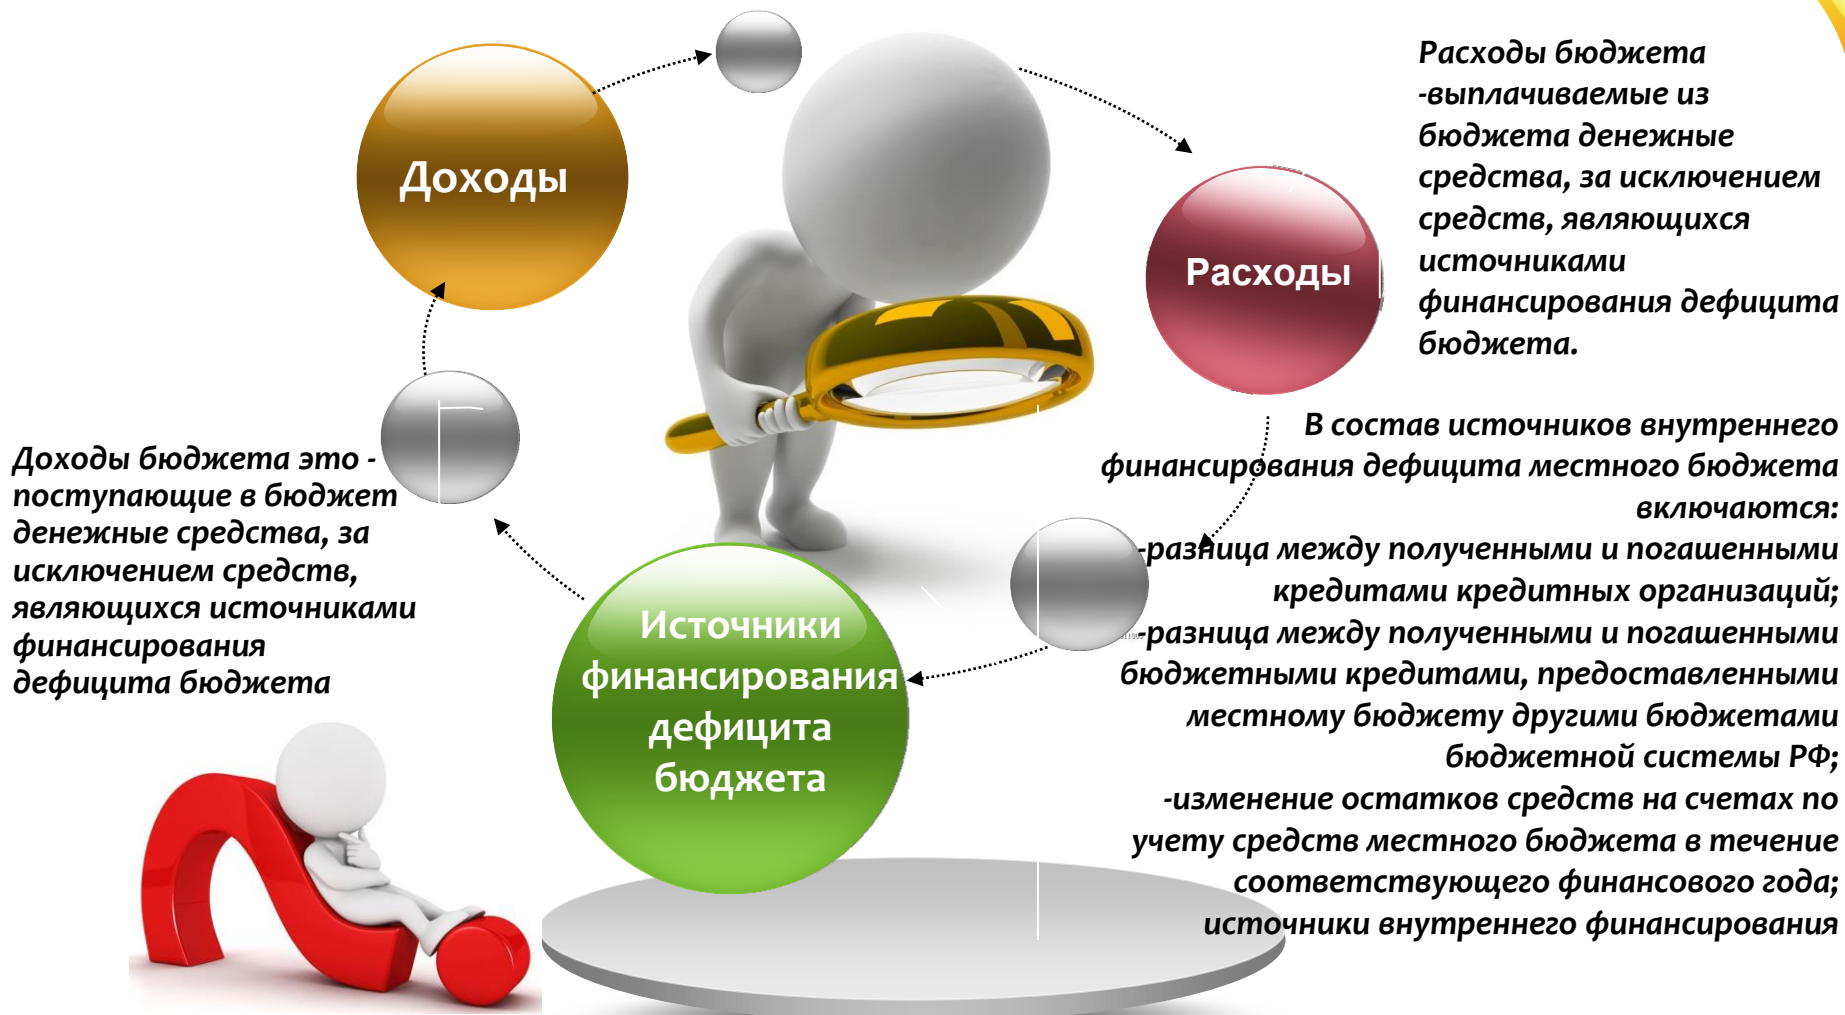 Доходы
Расходы
Расходы бюджета
-выплачиваемые из
бюджета денежные
средства, за исключением
средств, являющихся
источниками
финансирования дефицита
бюджета.
Доходы бюджета это -
поступающие в бюджет
денежные средства, за
исключением средств,
являющихся источниками
финансирования
дефицита бюджета
Источники
финансирования
дефицита
бюджета
В состав источников внутреннего
финансирования дефицита местного бюджета
включаются:
-разница между полученными и погашенными
кредитами кредитных организаций;
-разница между полученными и погашенными
бюджетными кредитами, предоставленными
местному бюджету другими бюджетами
бюджетной системы РФ;
-изменение остатков средств на счетах по
учету средств местного бюджета в течение
соответствующего финансового года;
источники внутреннего финансирования